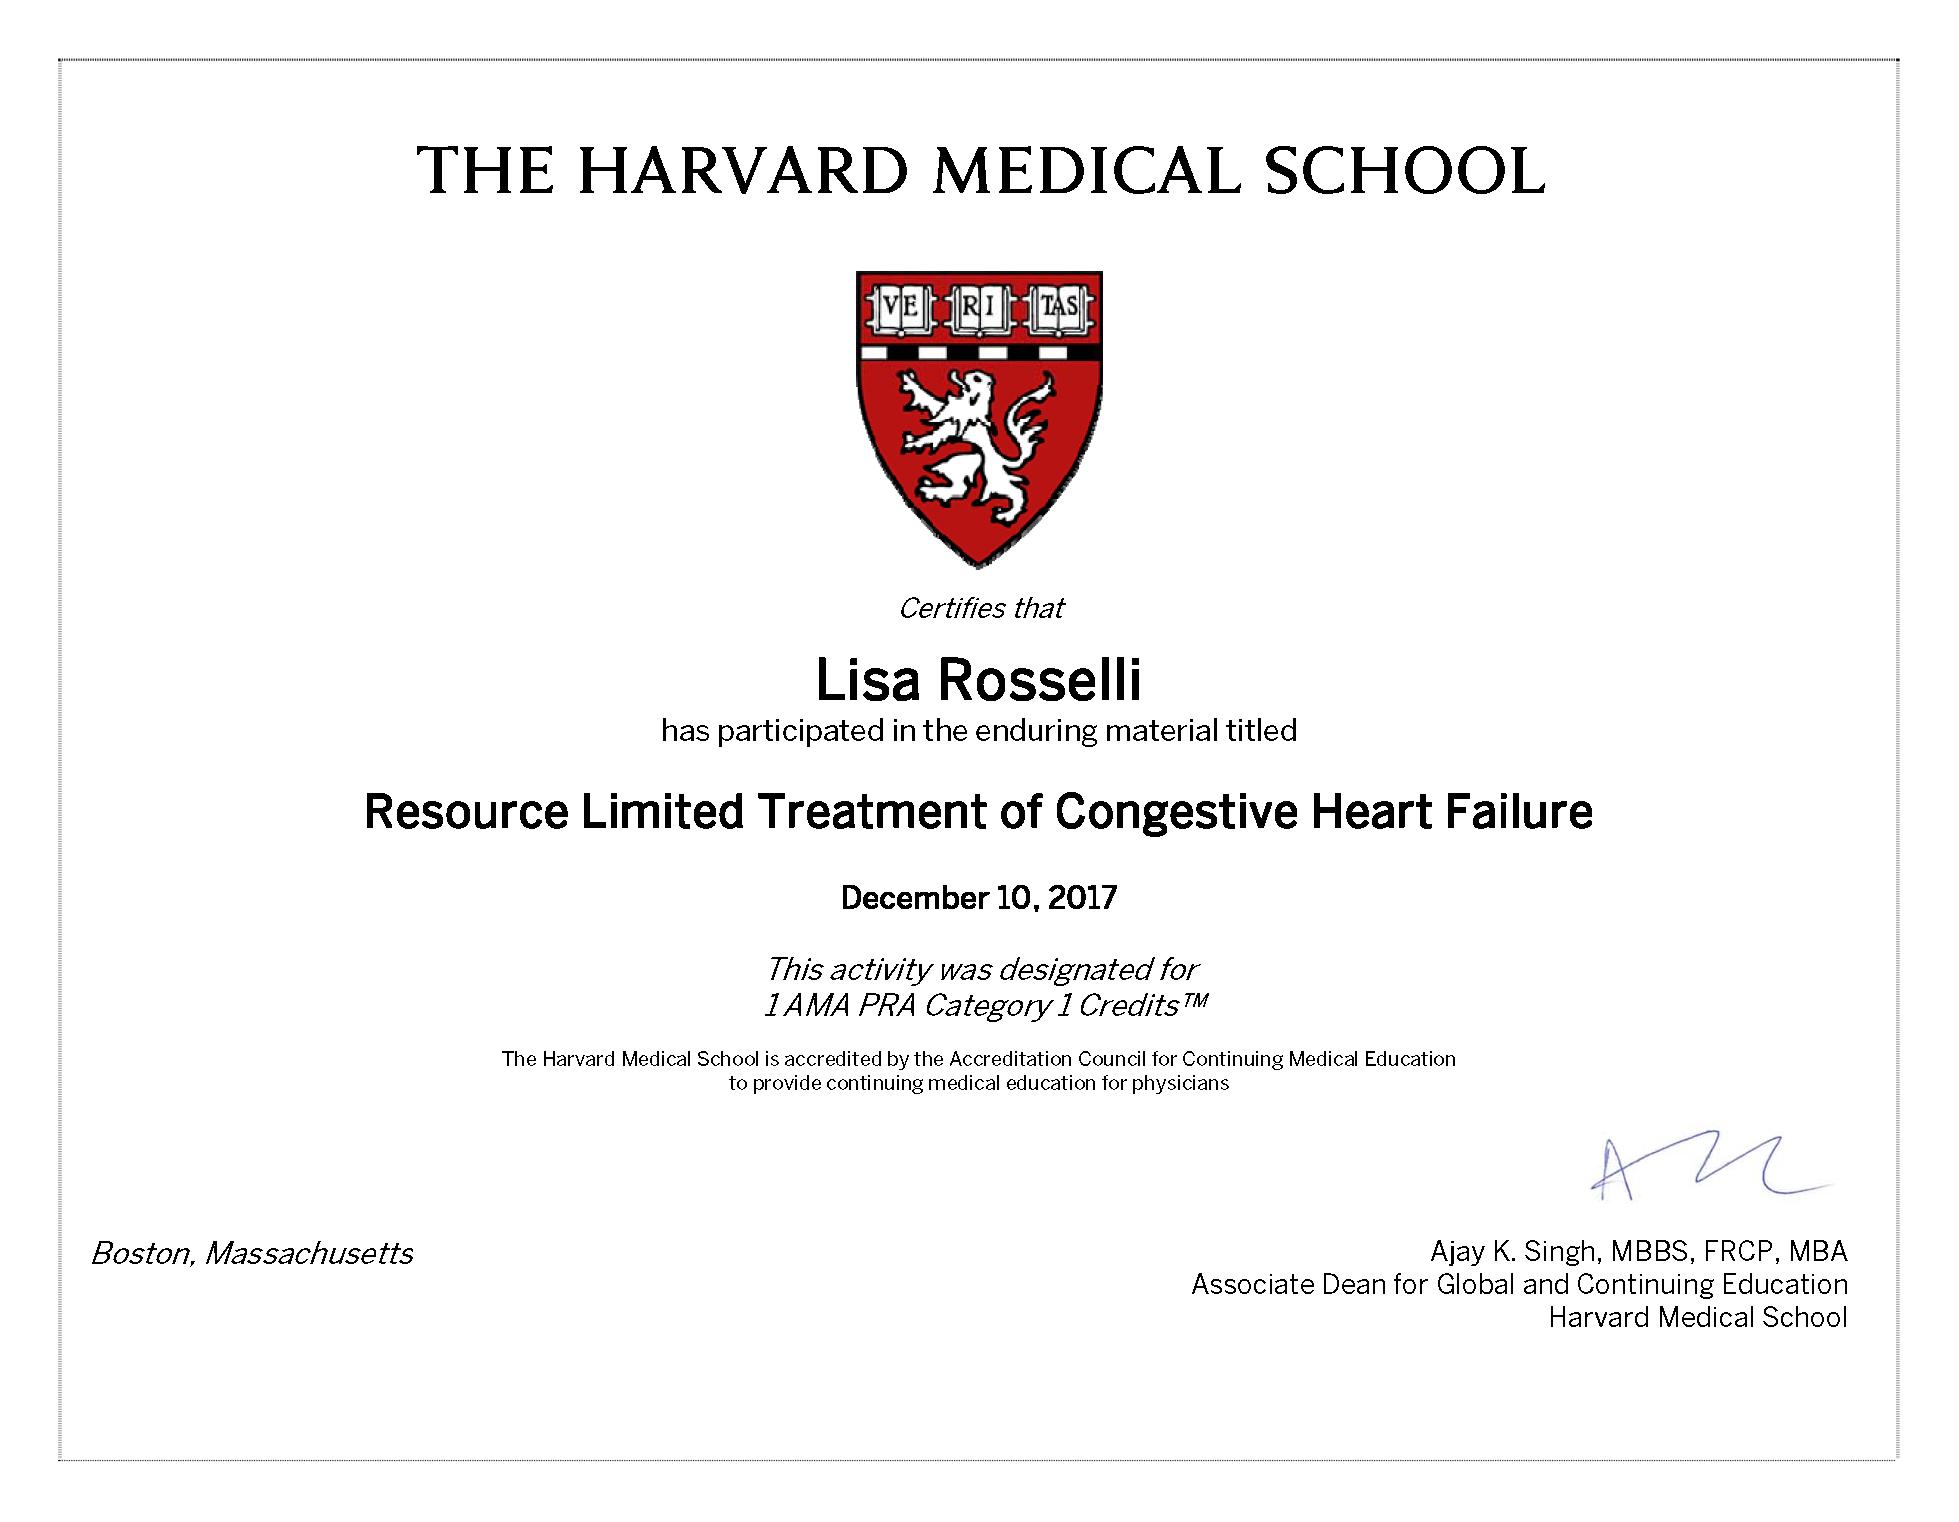 THE HARVARD MEDICAL SCHOOL
VE RI TAS
Certifies that
Lisa Rosselli
has participated in the enduring material titled
Resource Limited Treatment of Congestive Heart Failure
December 10, 2017
This activity was designated for
1 AMA PRA Category 1 Credits™
The Harvard Medical School is accredited by the Accreditation Council for Continuing Medical Education
to provide continuing medical education for physicians
Boston, Massachusetts
Ajay K. Singh, MBBS, FRCP, MBA
Associate Dean for Global and Continuing Education
Harvard Medical School